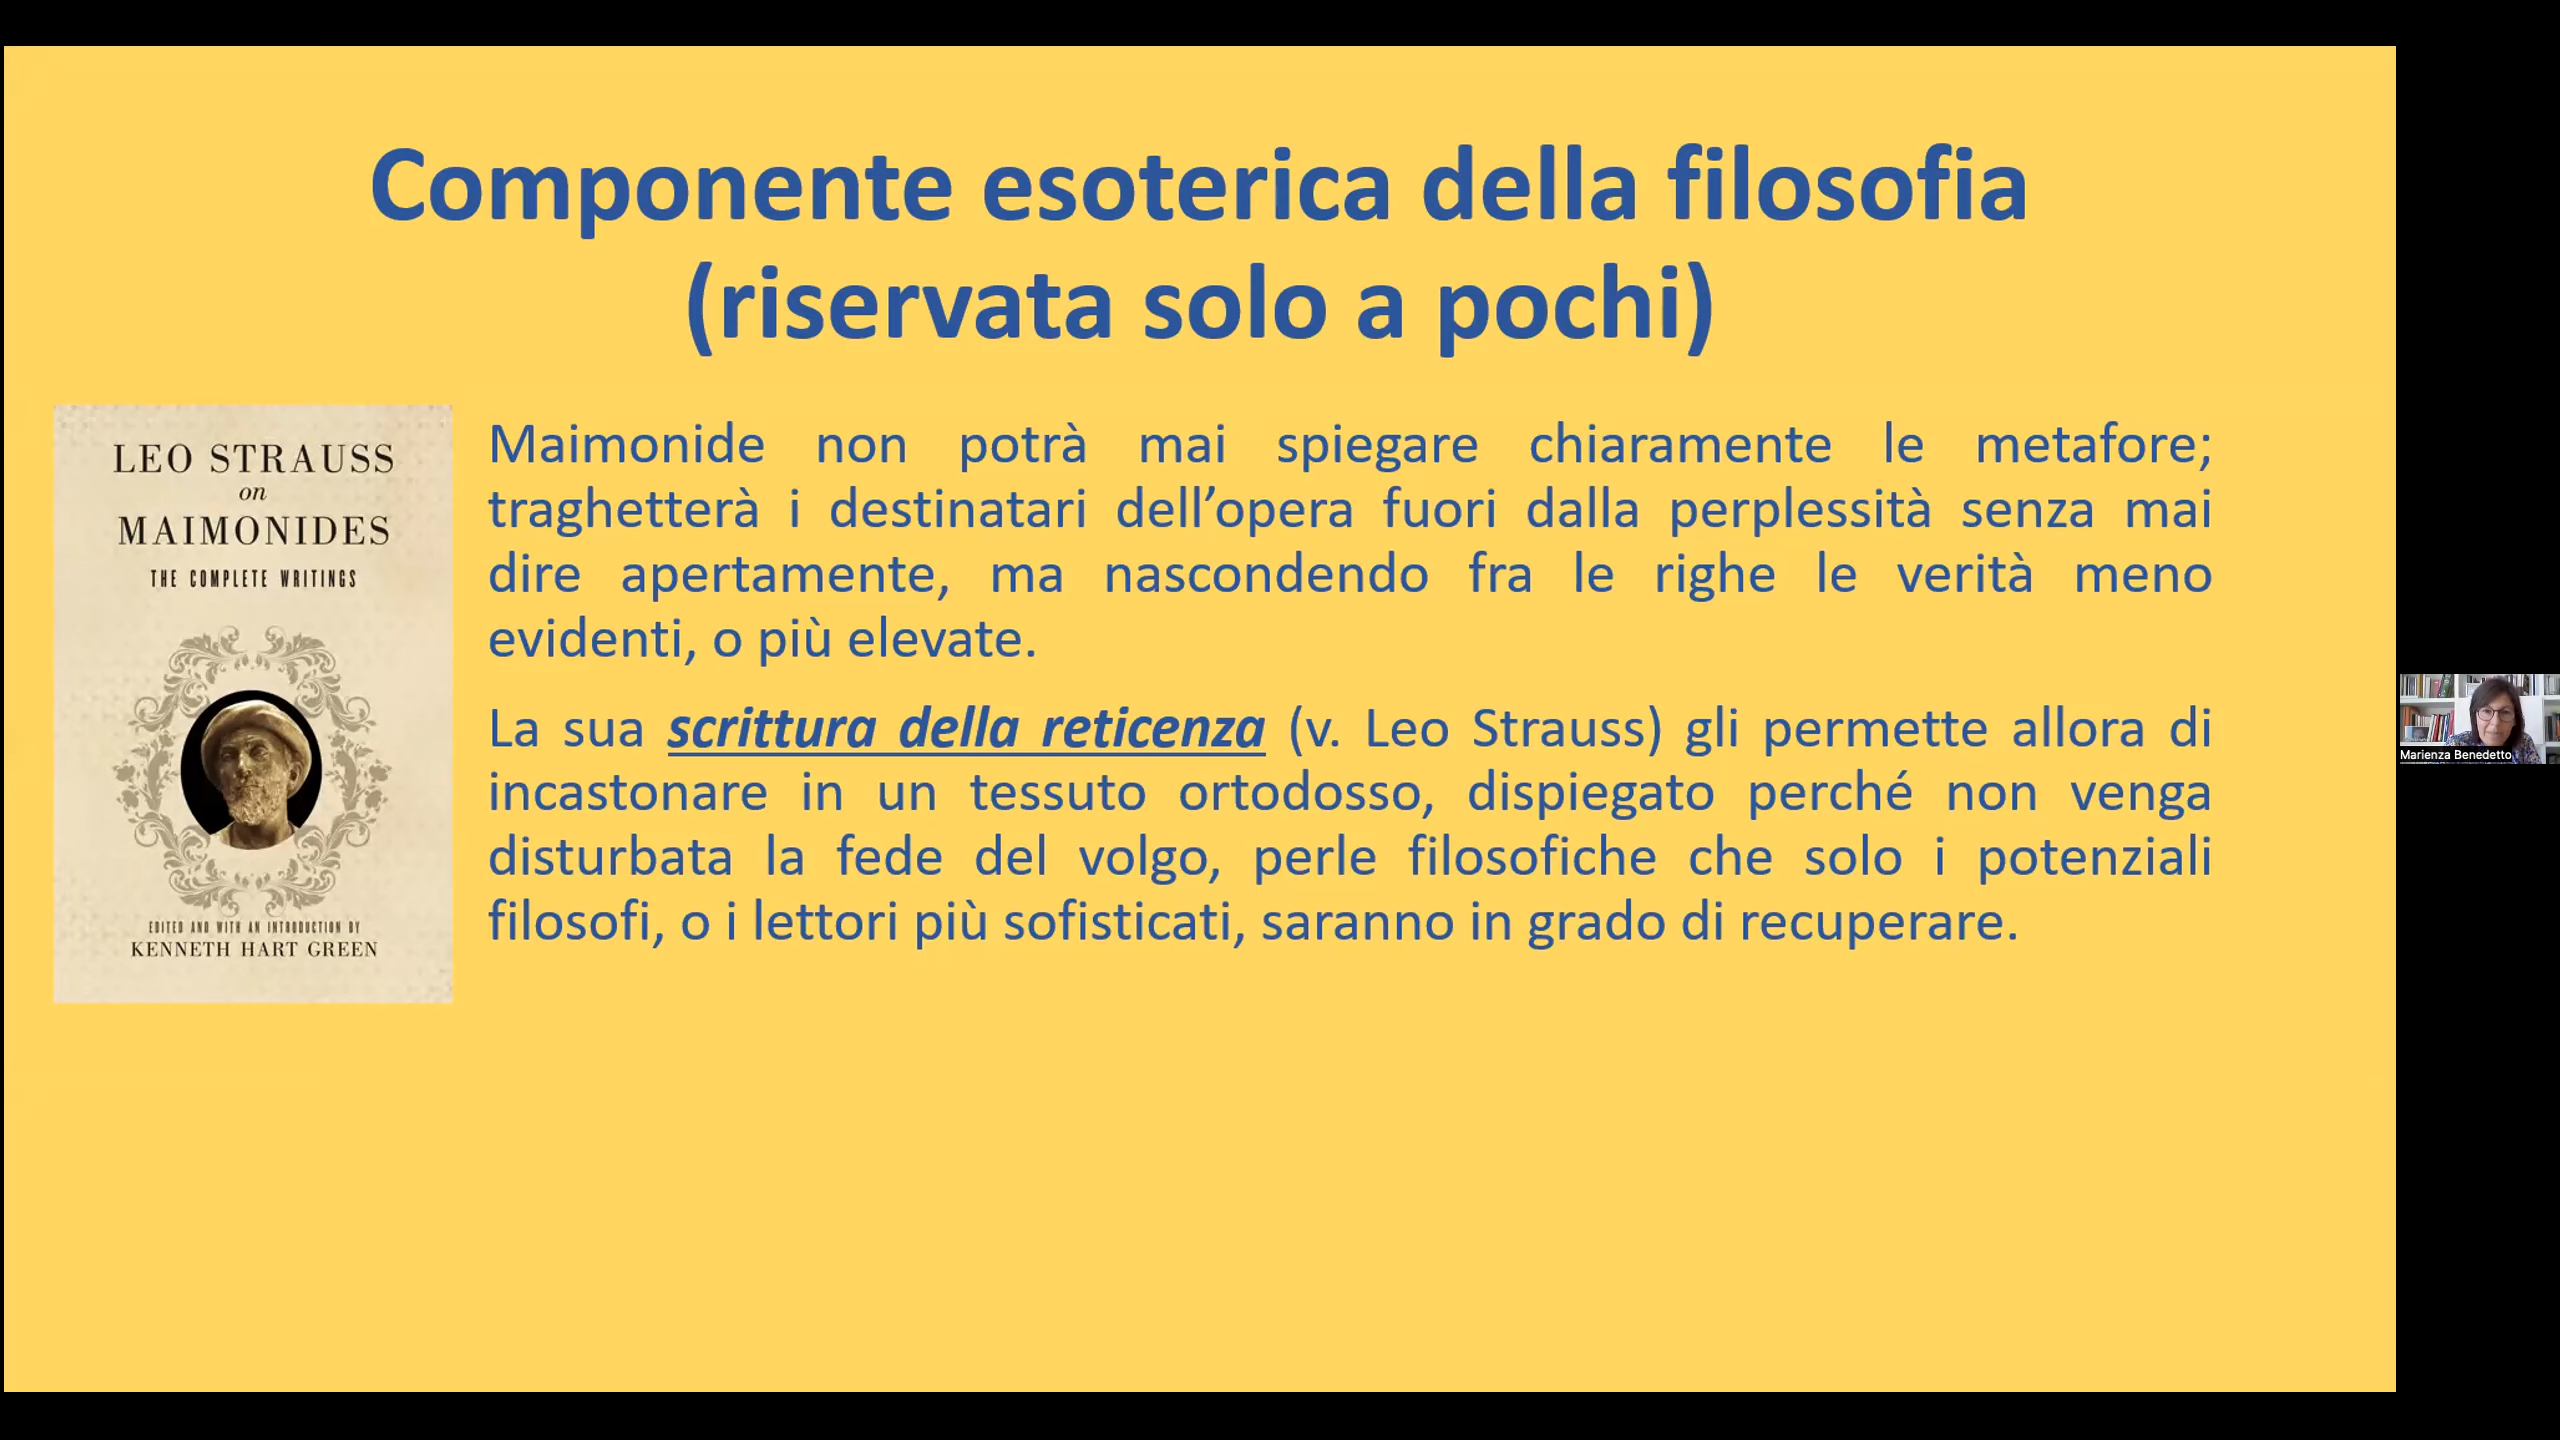 Componente esoterica della filosofia
(riservata solo a pochi)
LEO STRAUSS
on
MAIMONIDES
THE COMPLETE WRITINGS
EDITED AND WITH AN INTRODUCTION BY
KENNETH HART GREEN
Maimonide non potrà mai spiegare chiaramente le metafore;
traghetterà i destinatari dell’opera fuori dalla perplessità senza mai
dire apertamente, ma nascondendo fra le righe le verità meno
evidenti, o più elevate.
La sua scrittura della reticenza (v. Leo Strauss) gli permette allora di
incastonare in un tessuto ortodosso, dispiegato perché non venga
disturbata la fede del volgo, perle filosofiche che solo i potenziali
filosofi, o i lettori più sofisticati, saranno in grado di recuperare.
Marienza Benedetto